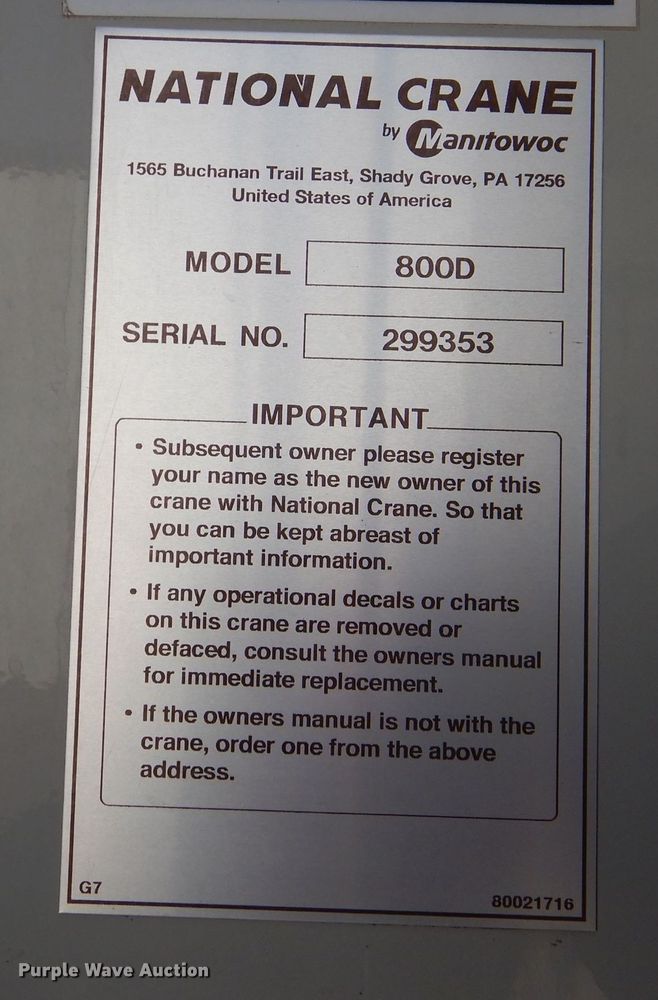 NATIONAL CRANE
by Manitowoc
1565 Buchanan Trail East, Shady Grove, PA 17256
United States of America
MODEL 800D
SERIAL NO. 299353
IMPORTANT
• Subsequent owner please register
your name as the new owner of this
crane with National Crane. So that
you can be kept abreast of
important information.
• If any operational decals or charts
on this crane are removed or
defaced, consult the owners manual
for immediate replacement.
• If the owners manual is not with the
crane, order one from the above
address.
G7 80021716
Purple Wave Auction